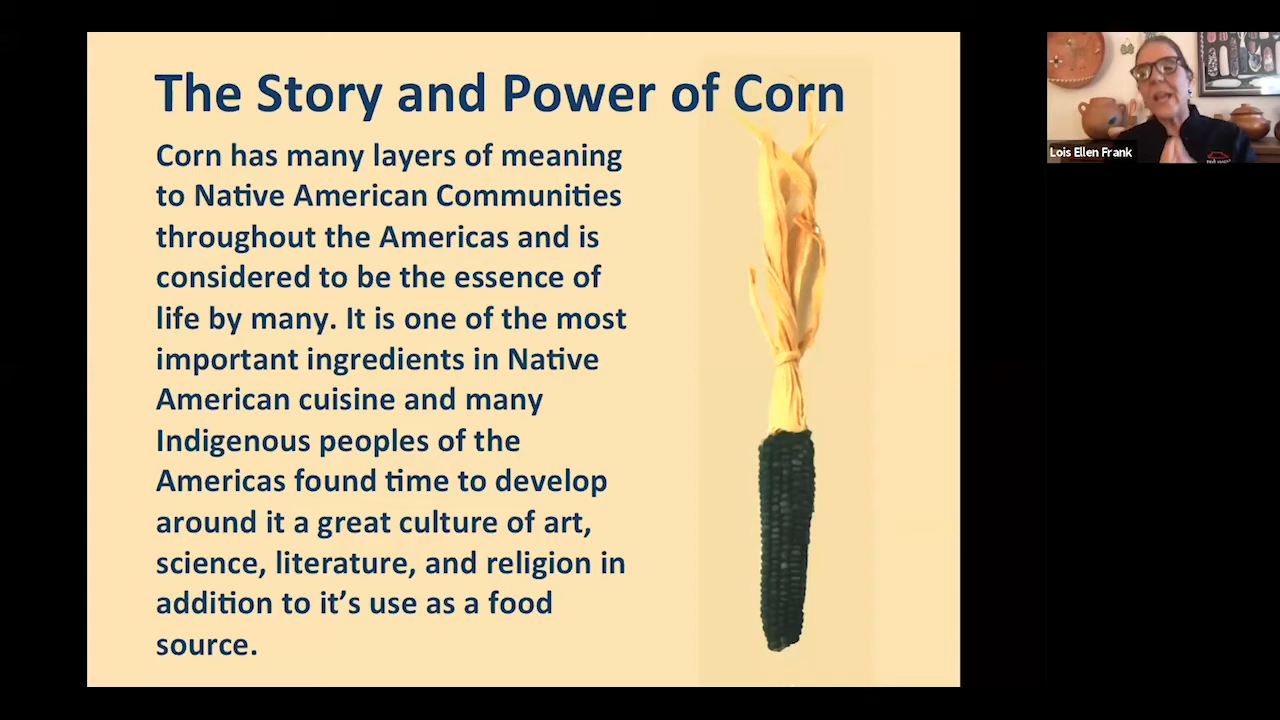 The Story and Power of Corn
Corn has many layers of meaning
to Native American Communities
throughout the Americas and is
considered to be the essence of
life by many. It is one of the most
important ingredients in Native
American cuisine and many
Indigenous peoples of the
Americas found time to develop
around it a great culture of art,
science, literature, and religion in
addition to it’s use as a food
source.
Lois Ellen Frank